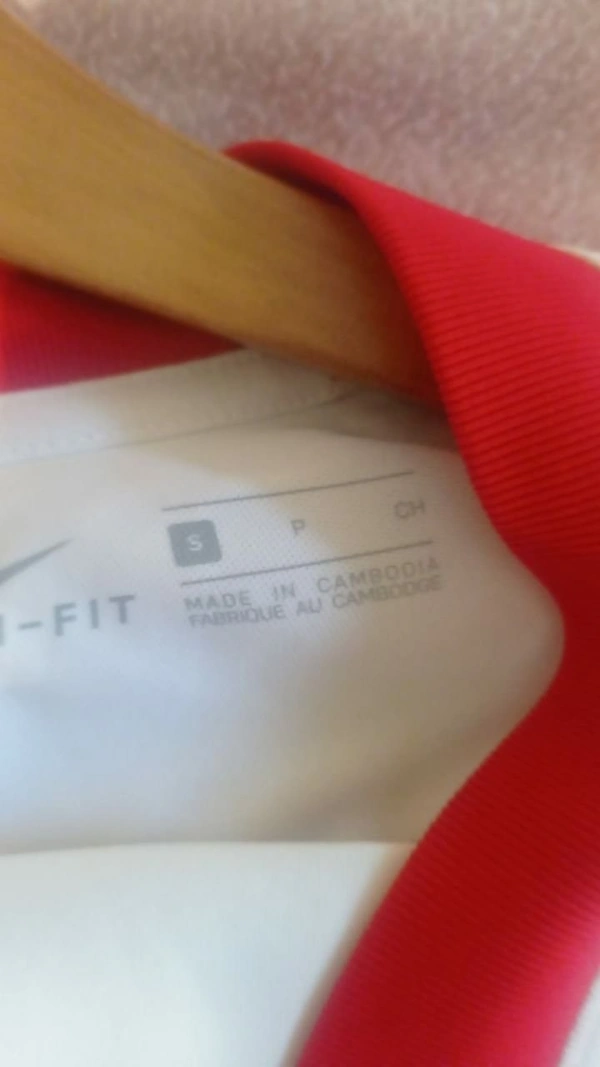 S P CH
MADE IN CAMBODIA
FABRIQUE AU CAMBODGE
-FIT